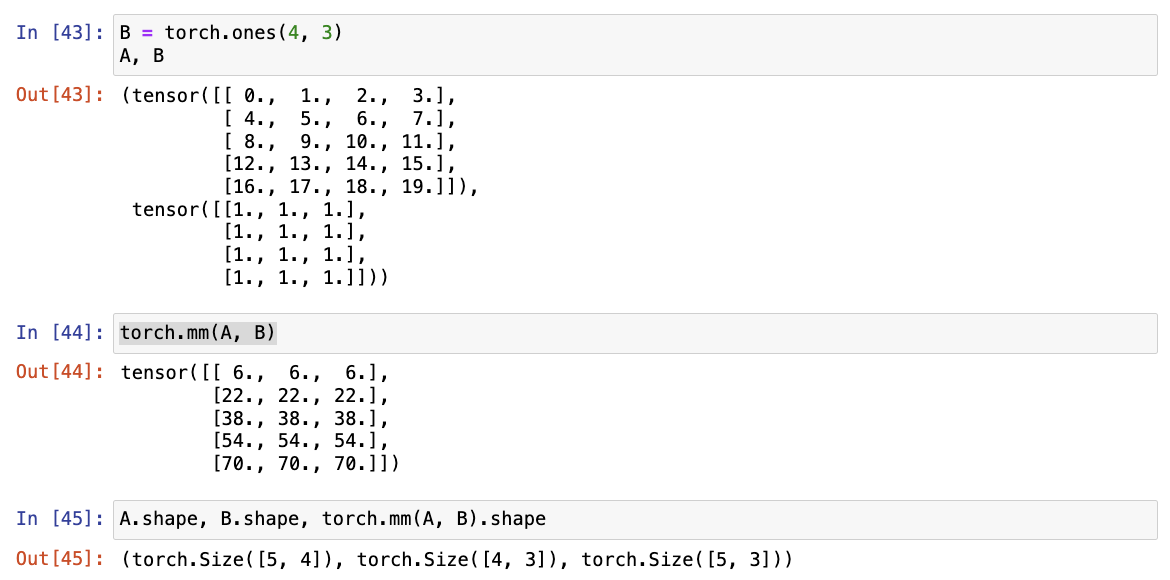 In [43]: B = torch.ones(4, 3)
A, B
Out[43]: (tensor([[ 0.,  1.,  2.,  3.],
[ 4.,  5.,  6.,  7.],
[ 8.,  9., 10., 11.],
[12., 13., 14., 15.],
[16., 17., 18., 19.]]),
tensor([[1., 1., 1.],
[1., 1., 1.],
[1., 1., 1.],
[1., 1., 1.]]))
In [44]: torch.mm(A, B)
Out[44]: tensor([[ 6.,  6.,  6.],
[22., 22., 22.],
[38., 38., 38.],
[54., 54., 54.],
[70., 70., 70.]])
In [45]: A.shape, B.shape, torch.mm(A, B).shape
Out[45]: (torch.Size([5, 4]), torch.Size([4, 3]), torch.Size([5, 3]))